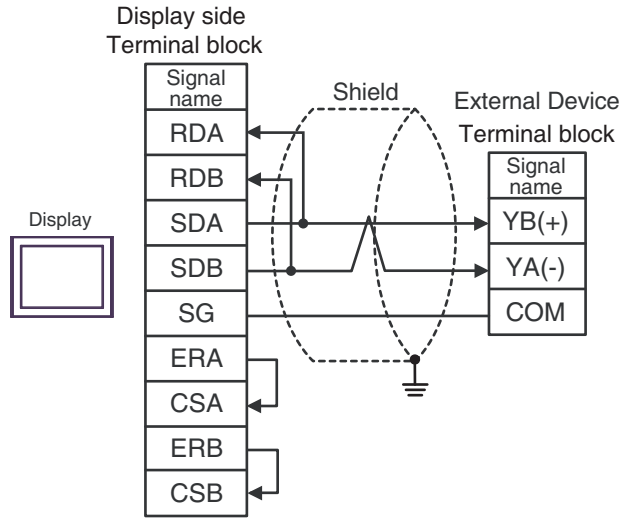 Display side
Terminal block
Signal
name
RDA
RDB
SDA
SDB
SG
ERA
CSA
ERB
CSB
Display
Shield
External Device
Terminal block
Signal
name
YB(+)
YA(-)
COM